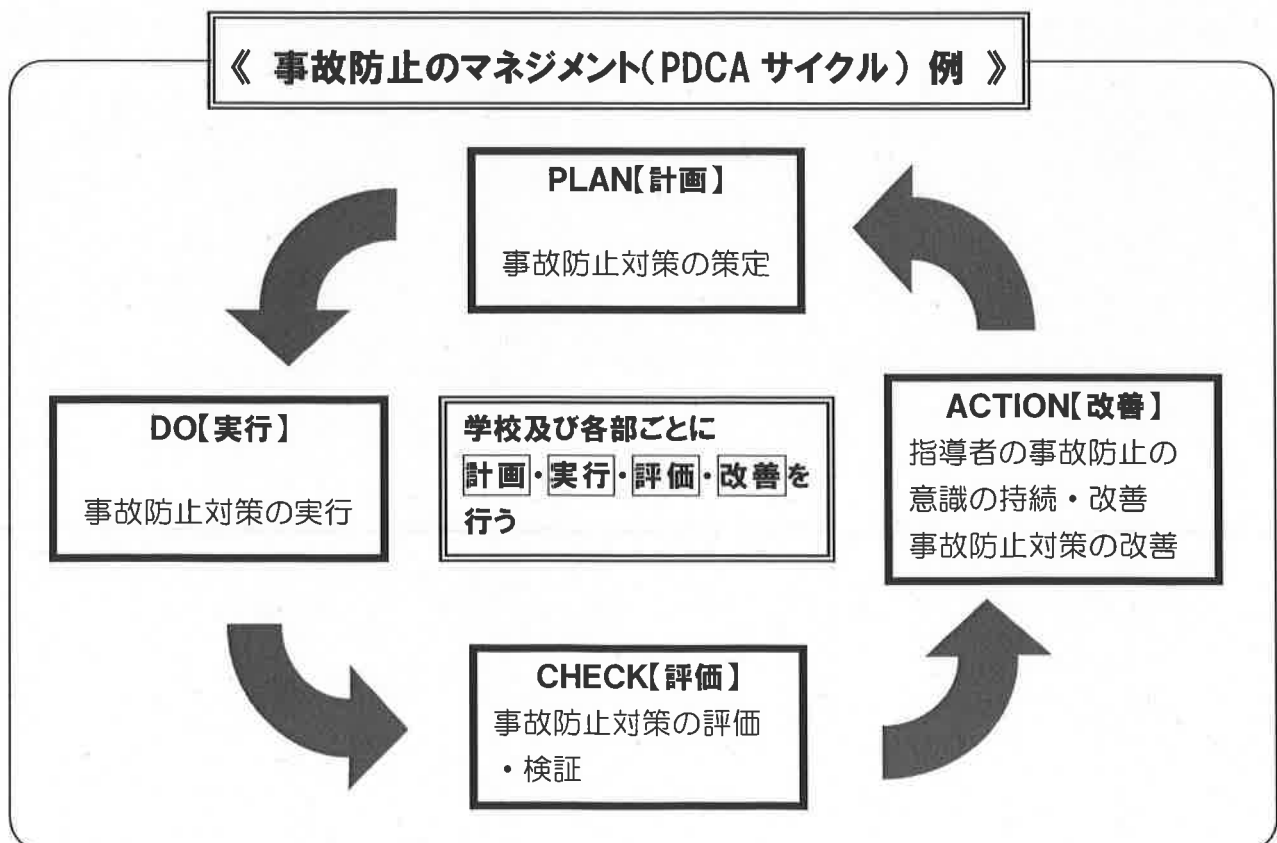 《 事故防止のマネジメント(PDCA サイクル) 例 》
PLAN【計画】
事故防止対策の策定
DO【実行】
事故防止対策の実行
学校及び各部ごとに
計画・実行・評価・改善を
行う
ACTION【改善】
指導者の事故防止の
意識の持続・改善
事故防止対策の改善
CHECK【評価】
事故防止対策の評価
・検証